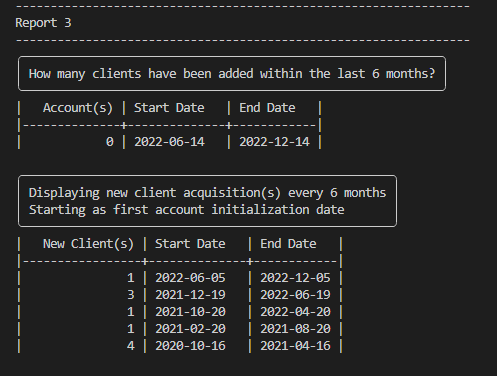 ------------------------------------------------------------
Report 3
------------------------------------------------------------
How many clients have been added within the last 6 months?
|   Account(s) | Start Date   | End Date   |
|--------------+--------------+------------|
|            0 | 2022-06-14   | 2022-12-14 |
Displaying new client acquisition(s) every 6 months
Starting as first account initialization date
|   New Client(s) | Start Date   | End Date   |
|-----------------+--------------+------------|
|               1 | 2022-06-05   | 2022-12-05 |
|               3 | 2021-12-19   | 2022-06-19 |
|               1 | 2021-10-20   | 2022-04-20 |
|               1 | 2021-02-20   | 2021-08-20 |
|               4 | 2020-10-16   | 2021-04-16 |